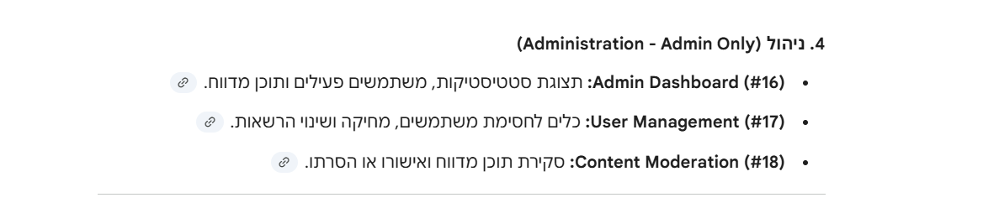 4. ניהול (Administration - Admin Only)
• Admin Dashboard (#16): תצוגת סטטיסטיקות, משתמשים פעילים ותוכן מדווח.
• User Management (#17): כלים לחסימת משתמשים, מחיקה ושינוי הרשאות.
• Content Moderation (#18): סקירת תוכן מדווח ואישורו או הסרתו.